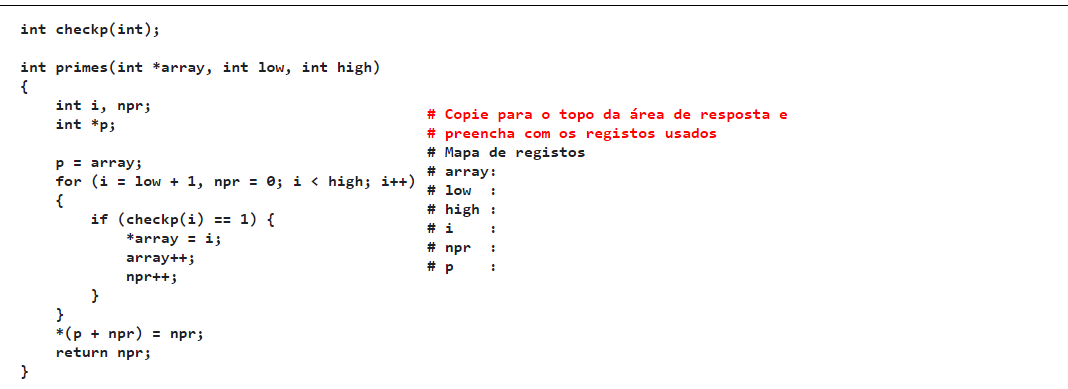 int checkp(int);
int primes(int *array, int low, int high)
{
    int i, npr;
    int *p;
    p = array;
    for (i = low + 1, npr = 0; i < high; i++)
    {
        if (checkp(i) == 1) {
            *array = i;
            array++;
            npr++;
        }
    }
    *(p + npr) = npr;
    return npr;
}
# Copie para o topo da área de resposta e
# preencha com os registos usados
# Mapa de registos
# array:
# low  :
# high :
# i    :
# npr  :
# p    :